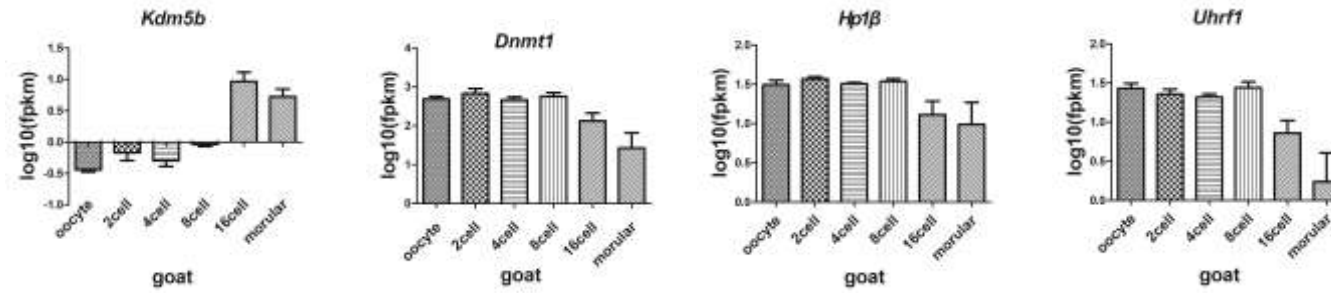 Kdm5b
log10(fpkm)
1.5
1.0
0.5
0.0
-0.5
-1.0
oocyte
2cell
4cell
8cell
16cell
morular
goat
Dnmt1
log10(fpkm)
4
3
2
1
0
oocyte
2cell
4cell
8cell
16cell
morular
goat
Hp1β
log10(fpkm)
2.0
1.5
1.0
0.5
0.0
oocyte
2cell
4cell
8cell
16cell
morular
goat
Uhrf1
log10(fpkm)
2.0
1.5
1.0
0.5
0.0
oocyte
2cell
4cell
8cell
16cell
morular
goat